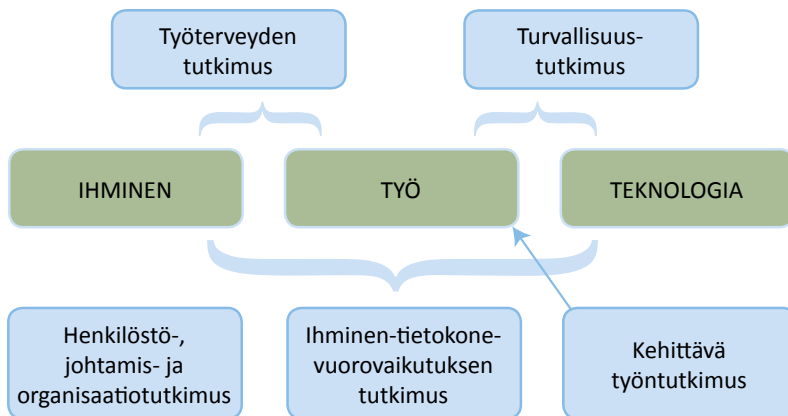 Työterveyden
tutkimus
Turvallisuus-
tutkimus
IHMINEN
TYÖ
TEKNOLOGIA
Henkilöstö-,
johtamis- ja
organisaatiotutkimus
Ihminen-tietokone-
vuorovaikutuksen
tutkimus
Kehittävä
työntutkimus